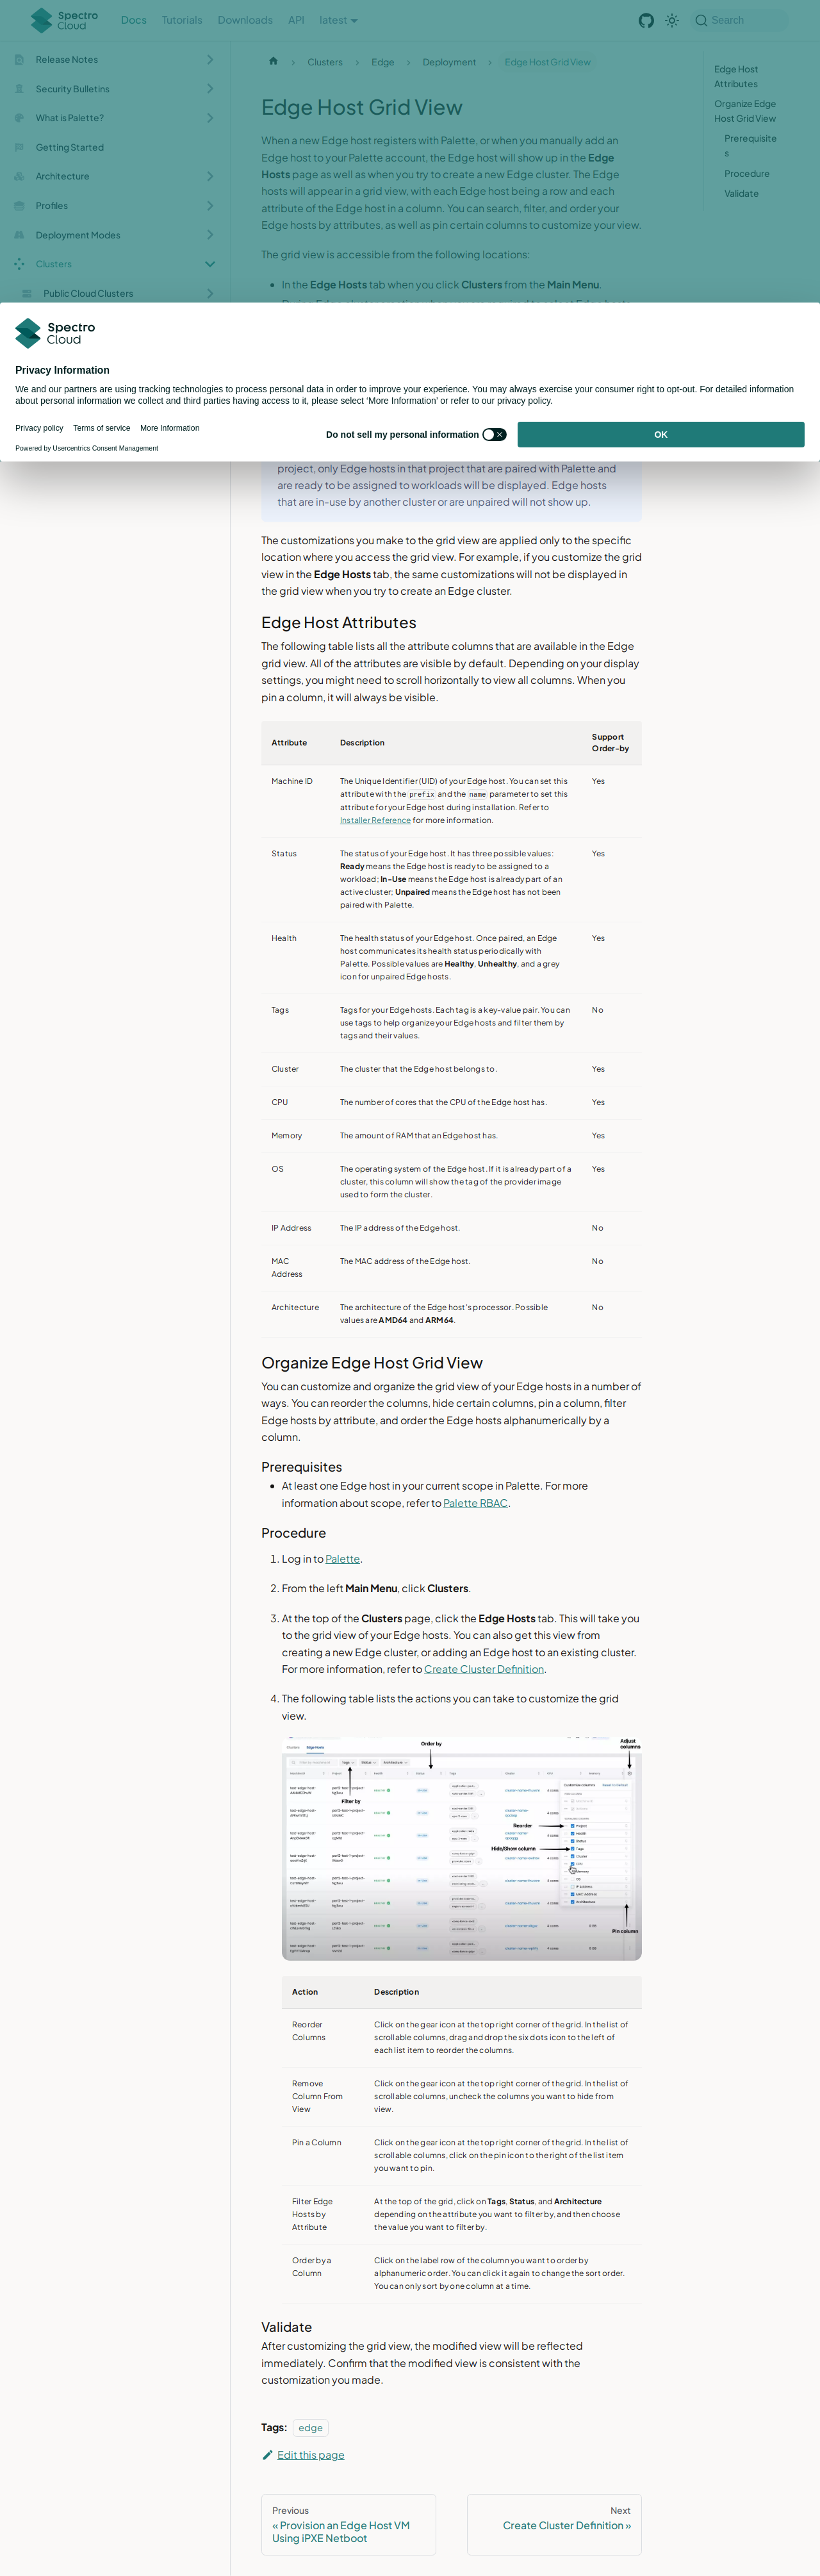 Spectro Cloud
Docs Tutorials Downloads API latest
Search
Release Notes
Security Bulletins
What is Palette?
Getting Started
Architecture
Profiles
Deployment Modes
Clusters
Public Cloud Clusters
Clusters > Edge > Deployment > Edge Host Grid View
Edge Host Grid View
When a new Edge host registers with Palette, or when you manually add an
Edge host to your Palette account, the Edge host will show up in the Edge
Hosts page as well as when you try to create a new Edge cluster. The Edge
hosts will appear in a grid view, with each Edge host being a row and each
attribute of the Edge host in a column. You can search, filter, and order your
Edge hosts by attributes, as well as pin certain columns to customize your view.
The grid view is accessible from the following locations:
• In the Edge Hosts tab when you click Clusters from the Main Menu.
Edge Host
Attributes
Organize Edge
Host Grid View
Prerequisite
s
Procedure
Validate
Spectro
Cloud
Privacy Information
We and our partners are using tracking technologies to process personal data in order to improve your experience. You may always exercise your consumer right to opt-out. For detailed information
about personal information we collect and third parties having access to it, please select ‘More Information’ or refer to our privacy policy.
Privacy policy Terms of service More Information
Powered by Usercentrics Consent Management
Do not sell my personal information
OK
project, only Edge hosts in that project that are paired with Palette and
are ready to be assigned to workloads will be displayed. Edge hosts
that are in-use by another cluster or are unpaired will not show up.
The customizations you make to the grid view are applied only to the specific
location where you access the grid view. For example, if you customize the grid
view in the Edge Hosts tab, the same customizations will not be displayed in
the grid view when you try to create an Edge cluster.
Edge Host Attributes
The following table lists all the attribute columns that are available in the Edge
grid view. All of the attributes are visible by default. Depending on your display
settings, you might need to scroll horizontally to view all columns. When you
pin a column, it will always be visible.
Attribute Description Support
Order-by
Machine ID The Unique Identifier (UID) of your Edge host. You can set this Yes
attribute with the prefix and the name parameter to set this
attribute for your Edge host during installation. Refer to
Installer Reference for more information.
Status The status of your Edge host. It has three possible values: Yes
Ready means the Edge host is ready to be assigned to a
workload; In-Use means the Edge host is already part of an
active cluster; Unpaired means the Edge host has not been
paired with Palette.
Health The health status of your Edge host. Once paired, an Edge Yes
host communicates its health status periodically with
Palette. Possible values are Healthy, Unhealthy, and a grey
icon for unpaired Edge hosts.
Tags Tags for your Edge hosts. Each tag is a key-value pair. You can No
use tags to help organize your Edge hosts and filter them by
tags and their values.
Cluster The cluster that the Edge host belongs to. Yes
CPU The number of cores that the CPU of the Edge host has. Yes
Memory The amount of RAM that an Edge host has. Yes
OS The operating system of the Edge host. If it is already part of a Yes
cluster, this column will show the tag of the provider image
used to form the cluster.
IP Address The IP address of the Edge host. No
MAC The MAC address of the Edge host. No
Address
Architecture The architecture of the Edge host's processor. Possible No
values are AMD64 and ARM64.
Organize Edge Host Grid View
You can customize and organize the grid view of your Edge hosts in a number of
ways. You can reorder the columns, hide certain columns, pin a column, filter
Edge hosts by attribute, and order the Edge hosts alphanumerically by a
column.
Prerequisites
• At least one Edge host in your current scope in Palette. For more
information about scope, refer to Palette RBAC.
Procedure
1. Log in to Palette.
2. From the left Main Menu, click Clusters.
3. At the top of the Clusters page, click the Edge Hosts tab. This will take you
to the grid view of your Edge hosts. You can also get this view from
creating a new Edge cluster, or adding an Edge host to an existing cluster.
For more information, refer to Create Cluster Definition.
4. The following table lists the actions you can take to customize the grid
view.
Order by
Adjust
columns
Clusters Edge Hosts
Filter by
Customize columns
Reorder
Hide/Show column
Project
Health
Status
Tags
Cluster
CPU
Memory
OS
IP Address
MAC Address
Architecture
Pin column
Action Description
Reorder Click on the gear icon at the top right corner of the grid. In the list of
Columns scrollable columns, drag and drop the six dots icon to the left of
each list item to reorder the columns.
Remove Click on the gear icon at the top right corner of the grid. In the list of
Column From scrollable columns, uncheck the columns you want to hide from
View view.
Pin a Column Click on the gear icon at the top right corner of the grid. In the list of
scrollable columns, click on the pin icon to the right of the list item
you want to pin.
Filter Edge At the top of the grid, click on Tags, Status, and Architecture
Hosts by depending on the attribute you want to filter by, and then choose
Attribute the value you want to filter by.
Order by a Click on the label row of the column you want to order by
Column alphanumeric order. You can click it again to change the sort order.
You can only sort by one column at a time.
Validate
After customizing the grid view, the modified view will be reflected
immediately. Confirm that the modified view is consistent with the
customization you made.
Tags: edge
Edit this page
Previous
« Provision an Edge Host VM
Using iPXE Netboot
Next
Create Cluster Definition »